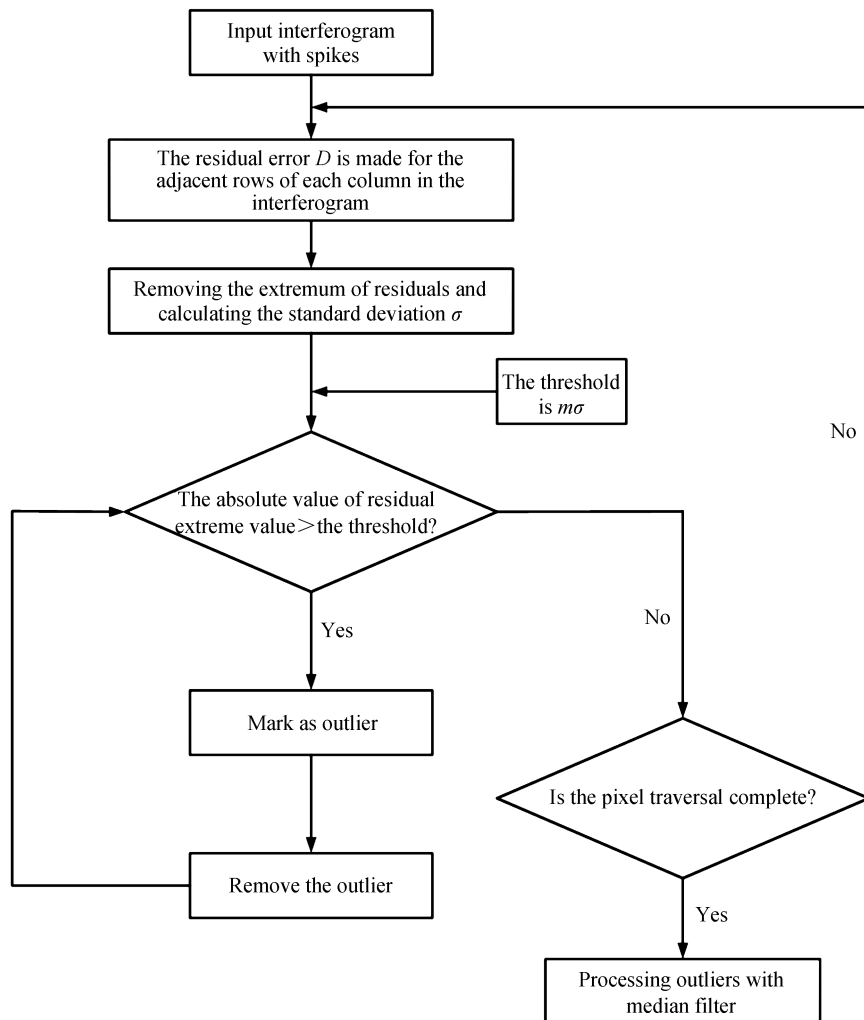 Input interferogram
with spikes
The residual error D is made for the
adjacent rows of each column in the
interferogram
Removing the extremum of residuals and
calculating the standard deviation σ
The threshold
is mσ
No
The absolute value of residual
extreme value＞the threshold?
Yes
No
Mark as outlier
Is the pixel traversal complete?
Remove the outlier
Yes
Processing outliers with
median filter